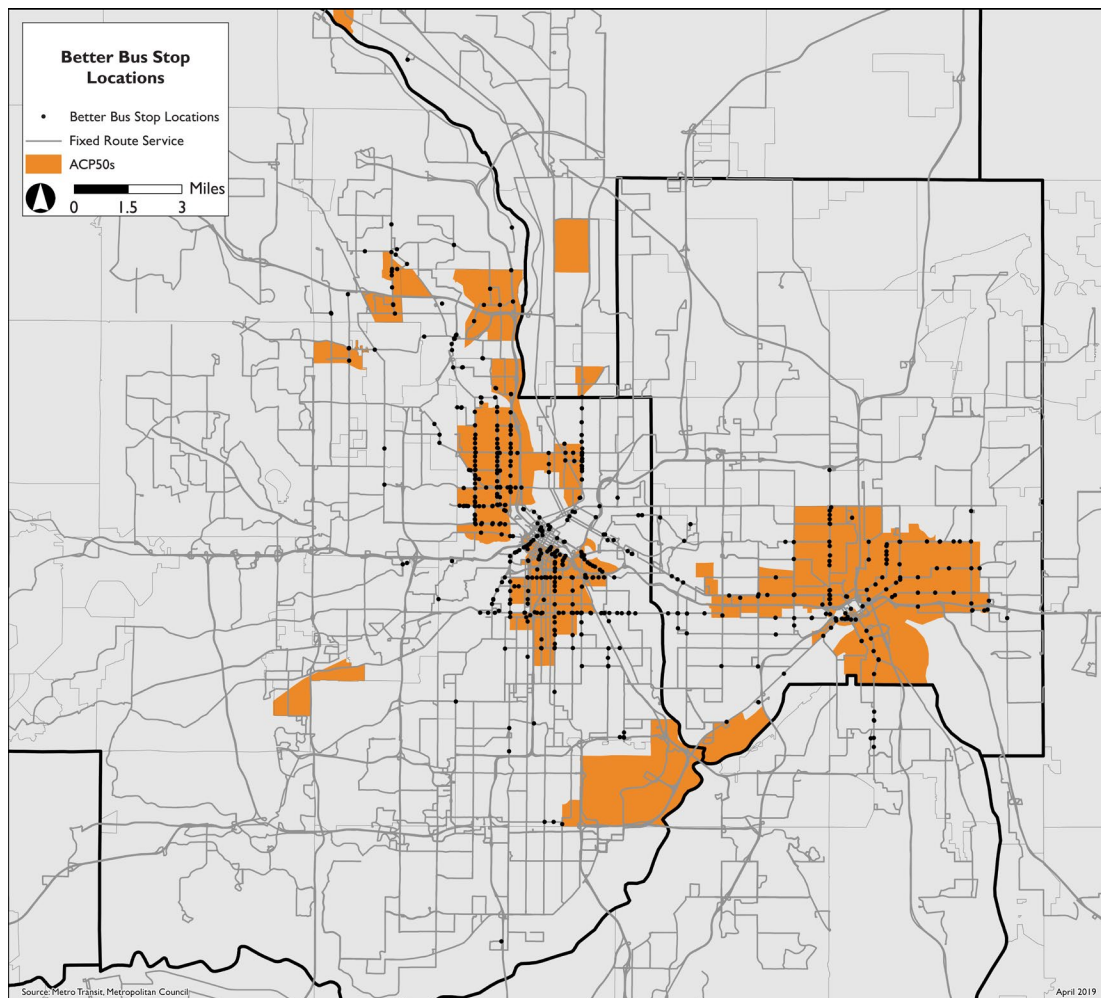 Better Bus Stop
Locations
Better Bus Stop Locations
Fixed Route Service
ACP50s
Miles
0 1.5 3
Source: Metro Transit, Metropolitan Council
April 2019